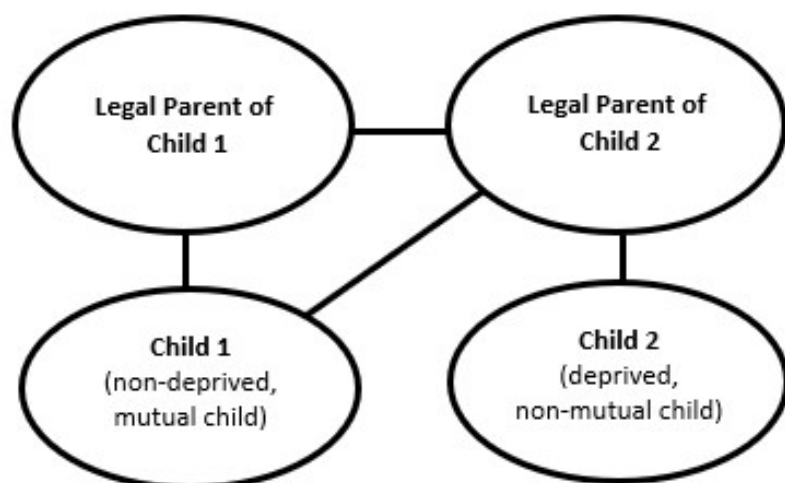 Legal Parent of
Child 1
Legal Parent of
Child 2
Child 1
(non-deprived,
mutual child)
Child 2
(deprived,
non-mutual child)